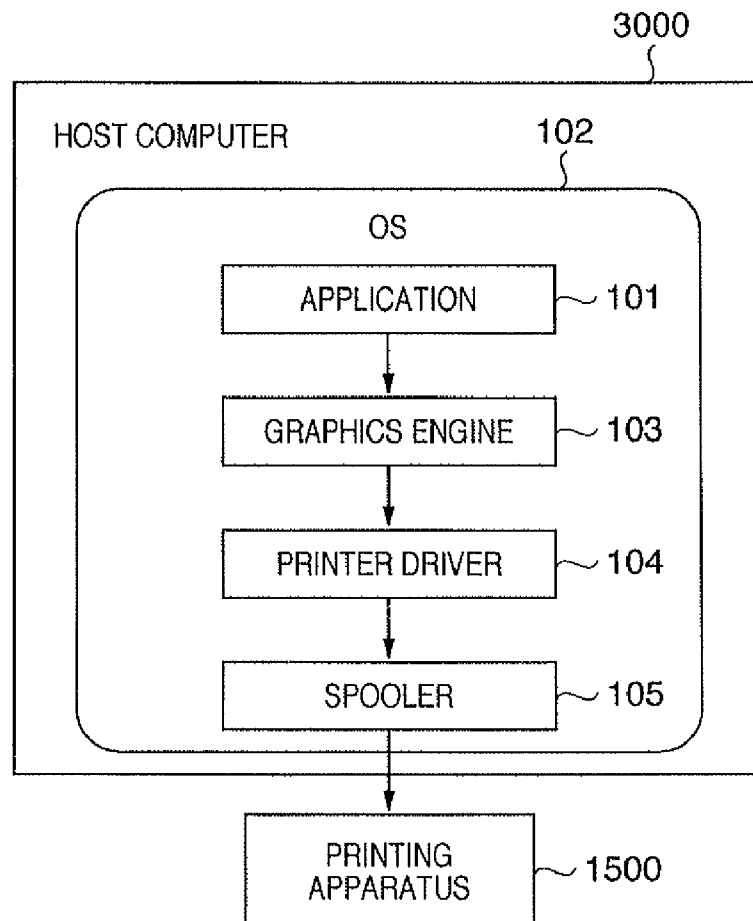 3000
HOST COMPUTER
102
OS
APPLICATION
101
GRAPHICS ENGINE
103
PRINTER DRIVER
104
SPOOLER
105
PRINTING
APPARATUS
1500